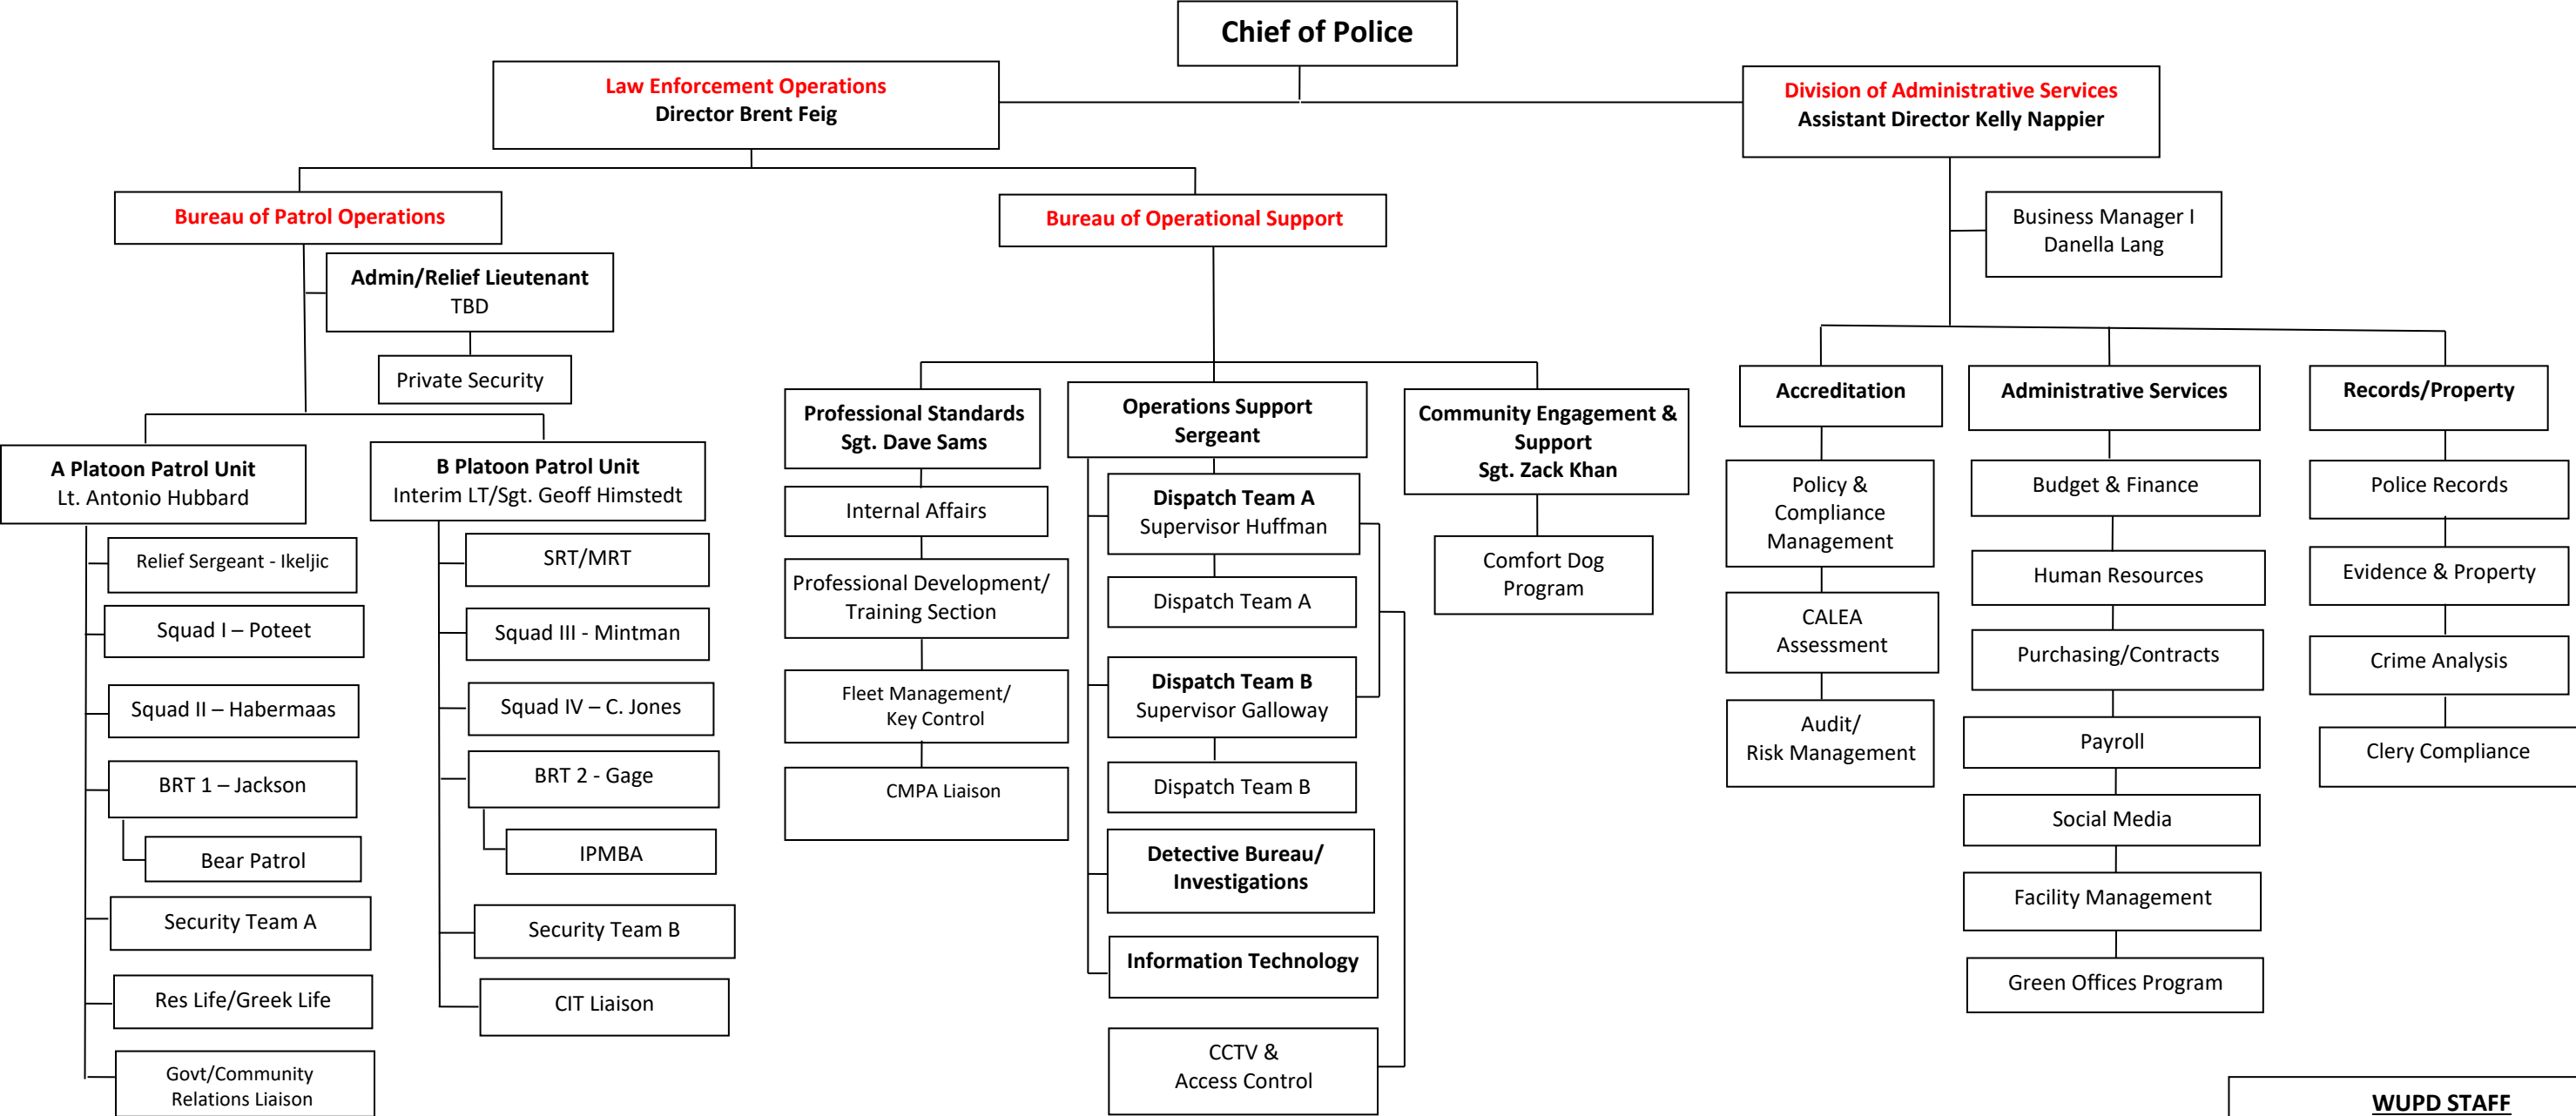 Chief of Police
Law Enforcement Operations
Director Brent Feig
Division of Administrative Services
Assistant Director Kelly Nappier
Bureau of Patrol Operations
Bureau of Operational Support
Business Manager I
Danella Lang
Admin/Relief Lieutenant
TBD
Private Security
A Platoon Patrol Unit
Lt. Antonio Hubbard
Relief Sergeant - Ikeljic
Squad I – Poteet
Squad II – Habermaas
BRT 1 – Jackson
Bear Patrol
Security Team A
Res Life/Greek Life
Govt/Community
Relations Liaison
B Platoon Patrol Unit
Interim LT/Sgt. Geoff Himstedt
SRT/MRT
Squad III - Mintman
Squad IV – C. Jones
BRT 2 - Gage
IPMBA
Security Team B
CIT Liaison
Professional Standards
Sgt. Dave Sams
Internal Affairs
Professional Development/
Training Section
Fleet Management/
Key Control
CMPA Liaison
Operations Support
Sergeant
Dispatch Team A
Supervisor Huffman
Dispatch Team A
Dispatch Team B
Supervisor Galloway
Dispatch Team B
Detective Bureau/
Investigations
Information Technology
CCTV &
Access Control
Community Engagement &
Support
Sgt. Zack Khan
Comfort Dog
Program
Accreditation
Policy &
Compliance
Management
CALEA
Assessment
Audit/
Risk Management
Administrative Services
Budget & Finance
Human Resources
Purchasing/Contracts
Payroll
Social Media
Facility Management
Green Offices Program
Records/Property
Police Records
Evidence & Property
Crime Analysis
Clery Compliance
WUPD STAFF